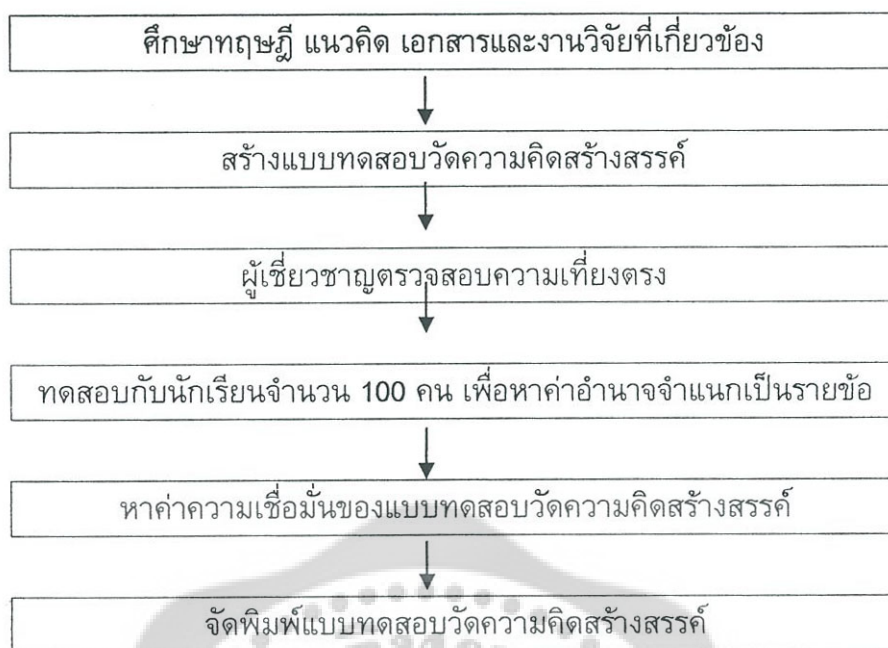 ศึกษาทฤษฎี แนวคิด เอกสารและงานวิจัยที่เกี่ยวข้อง
สร้างแบบทดสอบวัดความคิดสร้างสรรค์
ผู้เชี่ยวชาญตรวจสอบความเที่ยงตรง
ทดสอบกับนักเรียนจำนวน 100 คน เพื่อหาค่าอำนาจจำแนกเป็นรายข้อ
หาค่าความเชื่อมั่นของแบบทดสอบวัดความคิดสร้างสรรค์
จัดพิมพ์แบบทดสอบวัดความคิดสร้างสรรค์